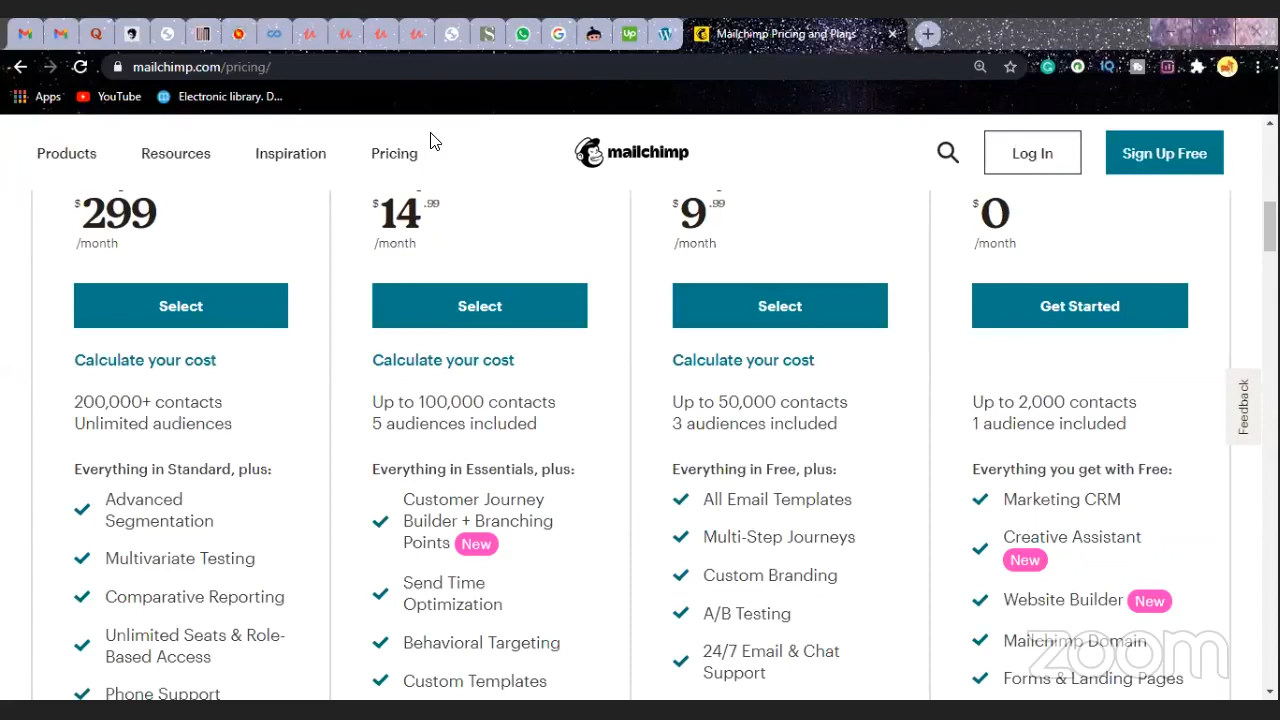 Mailchimp Pricing and Plans
mailchimp.com/pricing/
Apps
YouTube
Electronic library. D...
Products
Resources
Inspiration
Pricing
mailchimp
Log In
Sign Up Free
$299
/month
Select
Calculate your cost
200,000+ contacts
Unlimited audiences
Everything in Standard, plus:
Advanced
Segmentation
Multivariate Testing
Comparative Reporting
Unlimited Seats & Role-
Based Access
Phone Support
$14.99
/month
Select
Calculate your cost
Up to 100,000 contacts
5 audiences included
Everything in Essentials, plus:
Customer Journey
Builder + Branching
Points New
Send Time
Optimization
Behavioral Targeting
Custom Templates
$9.99
/month
Select
Calculate your cost
Up to 50,000 contacts
3 audiences included
Everything in Free, plus:
All Email Templates
Multi-Step Journeys
Custom Branding
A/B Testing
24/7 Email & Chat
Support
$0
/month
Get Started
Up to 2,000 contacts
1 audience included
Everything you get with Free:
Marketing CRM
Creative Assistant
New
Website Builder New
Mailchimp Domain
Forms & Landing Pages
Feedback
zoom